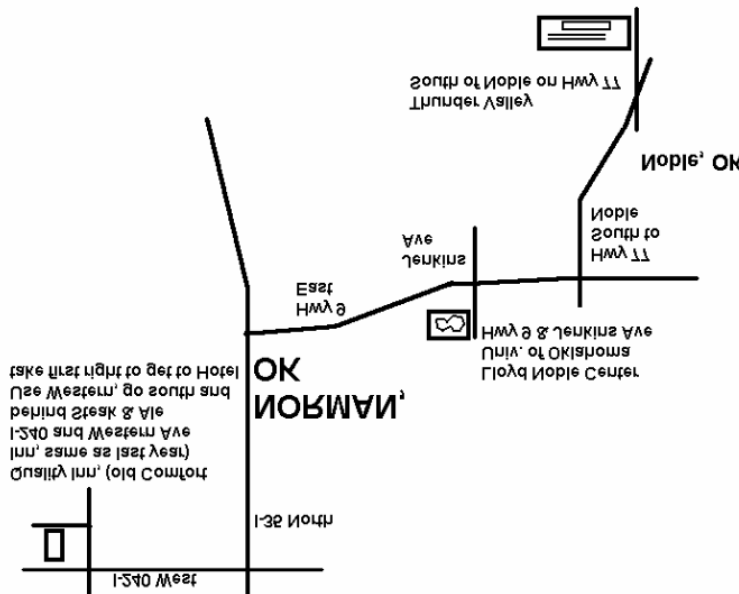 I-240 West
I-35 North
Quality Inn, (old Comfort
Inn, same as last year)
I-240 and Western Ave
behind Steak & Ale
Use Western, go south and
take first right to get to Hotel
NORMAN,
OK
Lloyd Noble Center
Univ. of Oklahoma
Hwy 9 & Jenkins Ave
Hwy 9
East
Jenkins
Ave
Hwy 77
South to
Noble
Noble, OK
Thunder Valley
South of Noble on Hwy 77